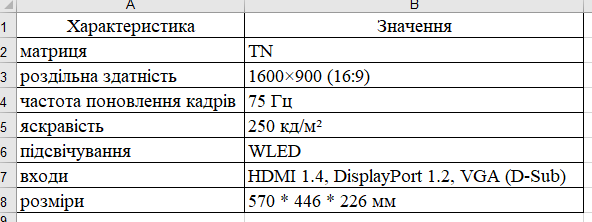 A B
1 Характеристика Значення
2 матриця TN
3 роздільна здатність 1600×900 (16:9)
4 частота поновлення кадрів 75 Гц
5 яскравість 250 кд/м²
6 підсвічування WLED
7 входи HDMI 1.4, DisplayPort 1.2, VGA (D-Sub)
8 розміри 570 * 446 * 226 мм